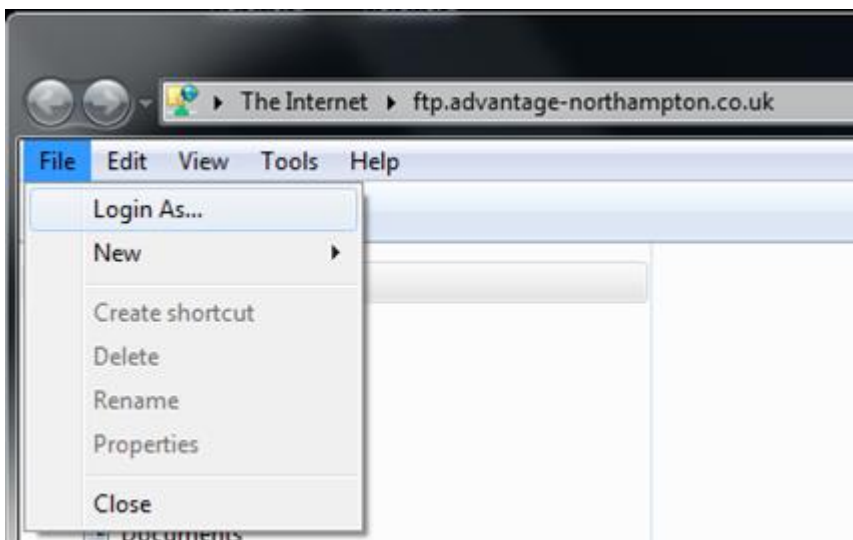 The Internet ftp.advantage-northampton.co.uk
File Edit View Tools Help
Login As...
New
Create shortcut
Delete
Rename
Properties
Close
Documents